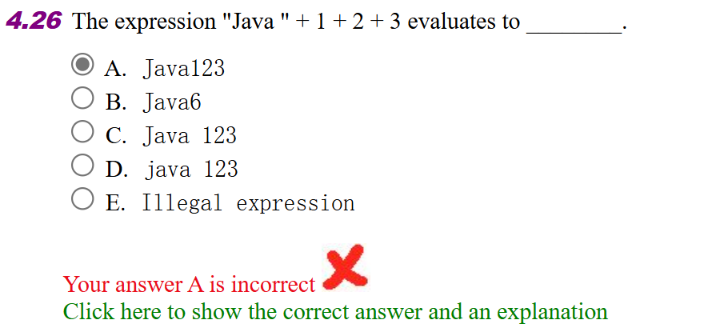 4.26 The expression "Java " + 1 + 2 + 3 evaluates to ________.
A. Java123
B. Java6
C. Java 123
D. java 123
E. Illegal expression
Your answer A is incorrect
Click here to show the correct answer and an explanation